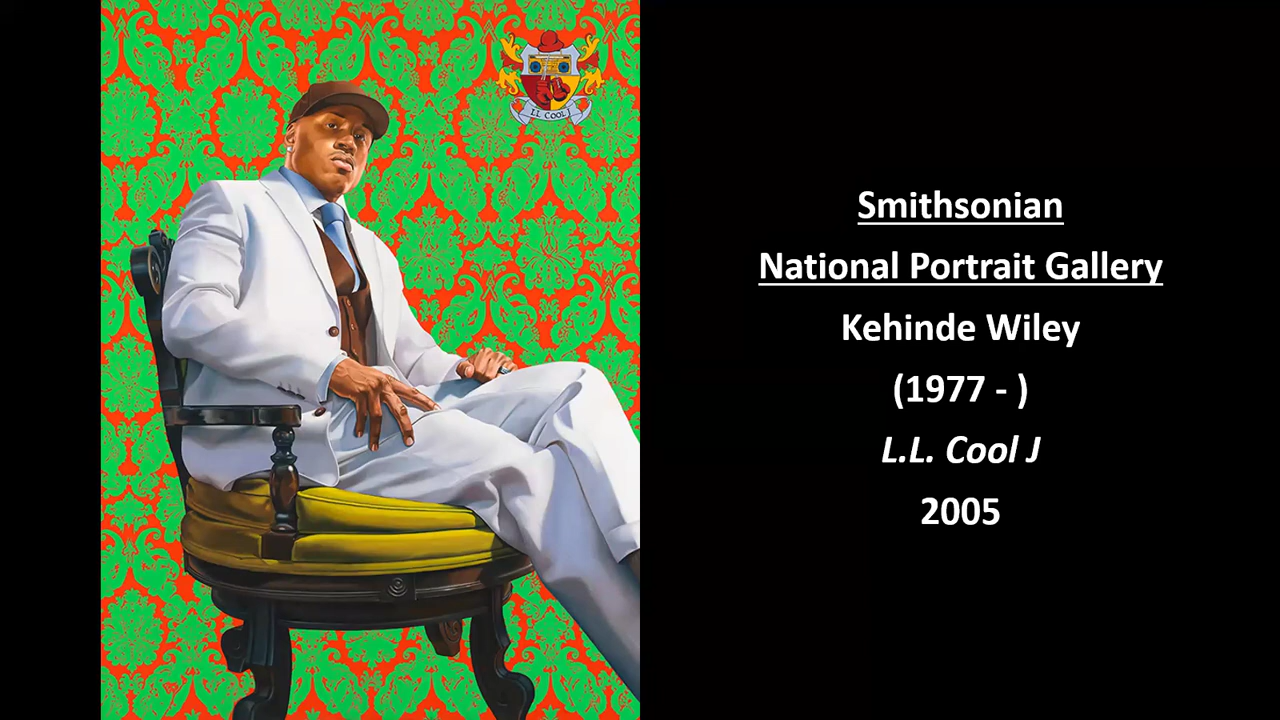 LL COOL J
Smithsonian
National Portrait Gallery
Kehinde Wiley
(1977 - )
L.L. Cool J
2005